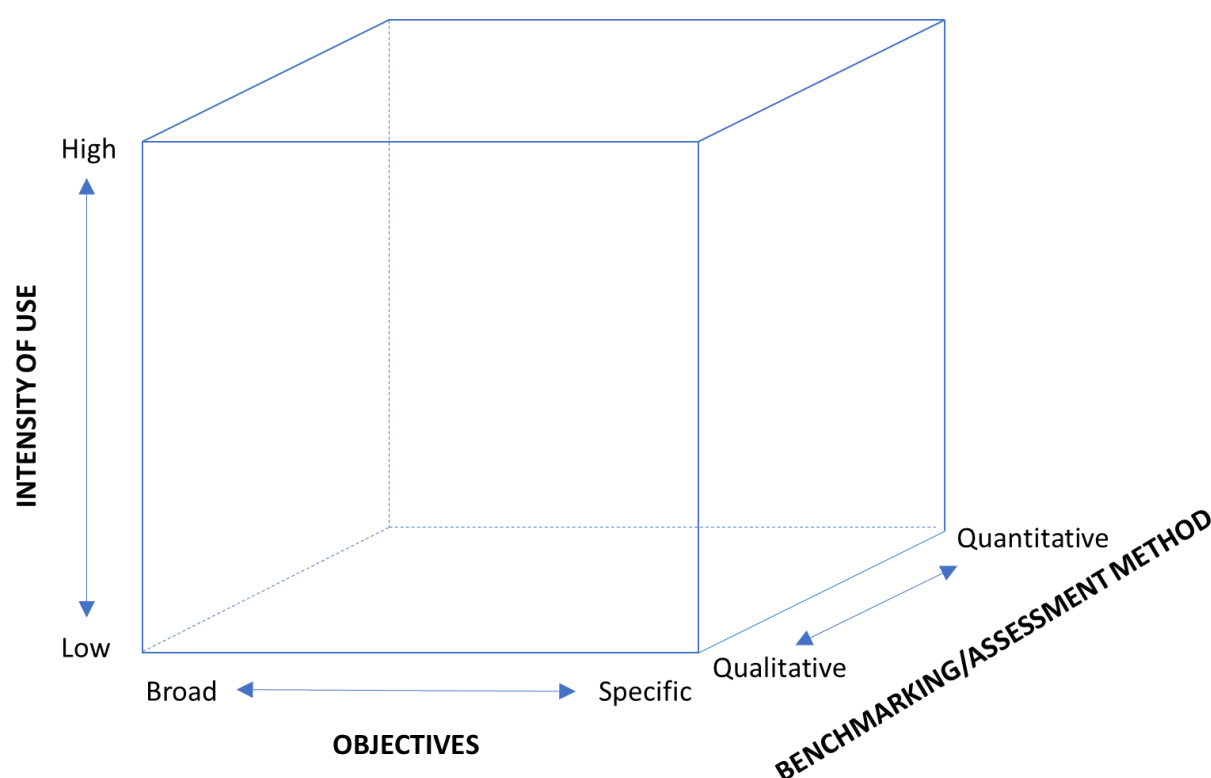 High
INTENSITY OF USE
Low
Broad
Specific
OBJECTIVES
Qualitative
Quantitative
BENCHMARKING/ASSESSMENT METHOD